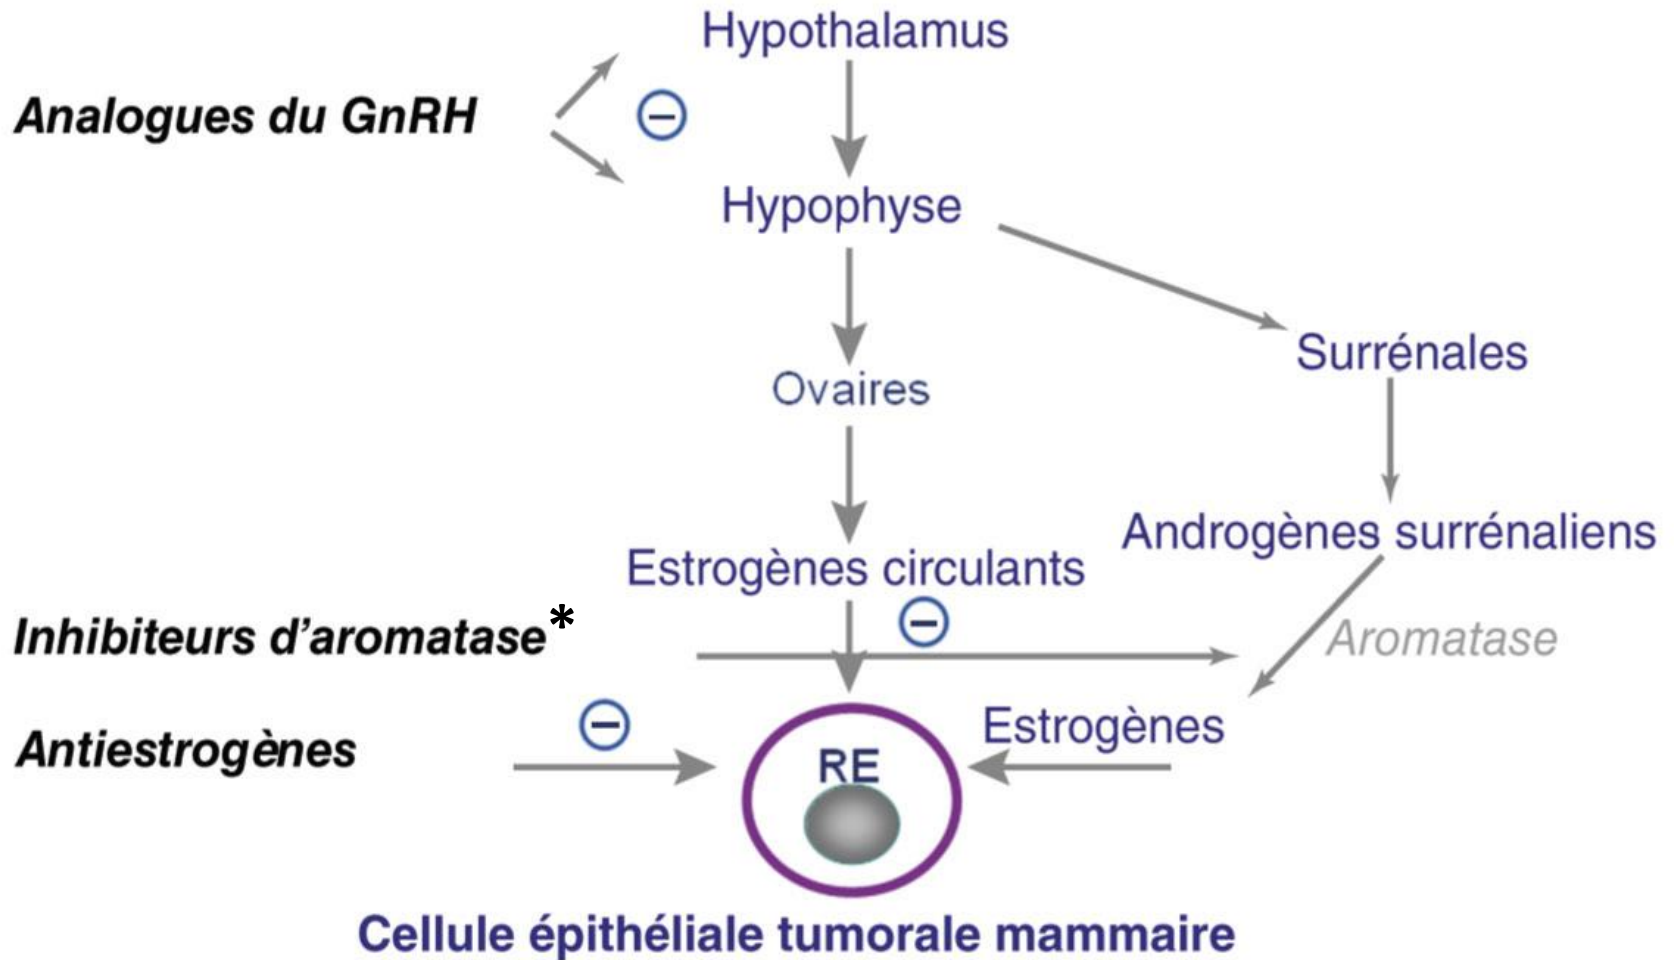 Hypothalamus
Analogues du GnRH
Hypophyse
Surrénales
Ovaires
Androgènes surrénaliens
Estrogènes circulants
Inhibiteurs d'aromatase*
Aromatase
Estrogènes
Antiestrogènes
RE
Cellule épithéliale tumorale mammaire